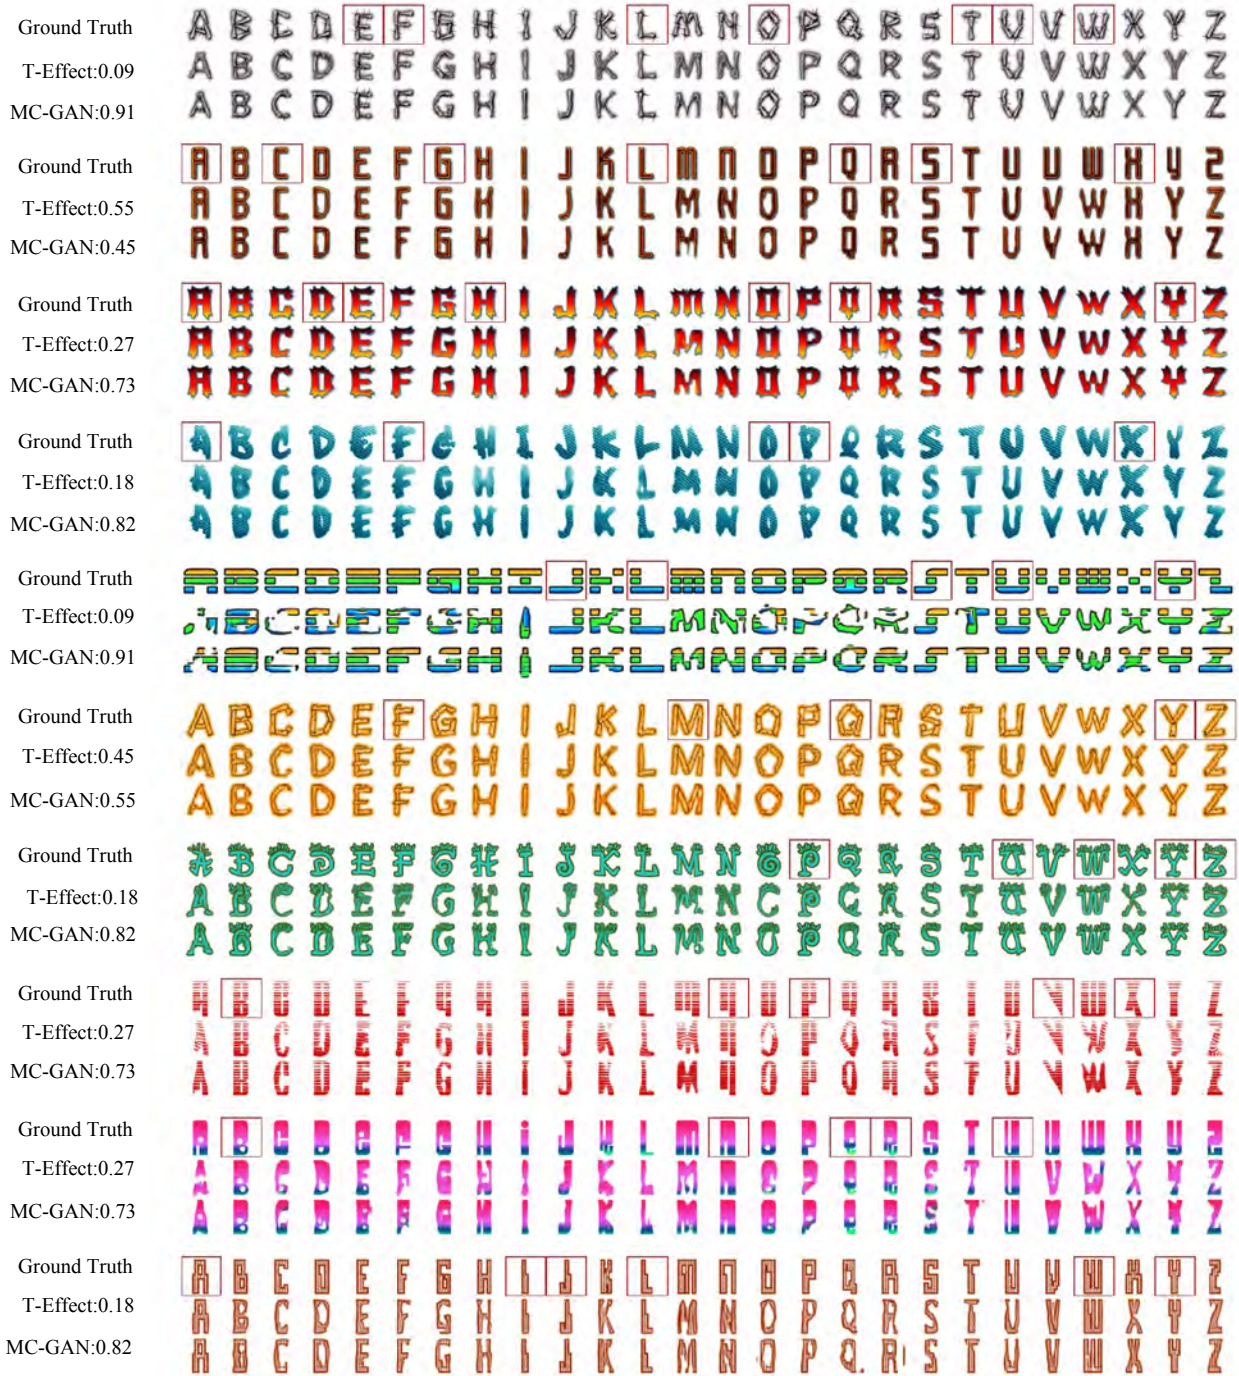 Ground Truth A B C D E F G H I J K L M N O P Q R S T U V W X Y Z
T-Effect:0.09 A B C D E F G H I J K L M N O P Q R S T U V W X Y Z
MC-GAN:0.91 A B C D E F G H I J K L M N O P Q R S T U V W X Y Z
Ground Truth A B C D E F G H I J K L M N O P Q R S T U V W X Y Z
T-Effect:0.55 A B C D E F G H I J K L M N O P Q R S T U V W X Y Z
MC-GAN:0.45 A B C D E F G H I J K L M N O P Q R S T U V W X Y Z
Ground Truth A B C D E F G H I J K L M N O P Q R S T U V W X Y Z
T-Effect:0.27 A B C D E F G H I J K L M N O P Q R S T U V W X Y Z
MC-GAN:0.73 A B C D E F G H I J K L M N O P Q R S T U V W X Y Z
Ground Truth A B C D E F G H I J K L M N O P Q R S T U V W X Y Z
T-Effect:0.18 A B C D E F G H I J K L M N O P Q R S T U V W X Y Z
MC-GAN:0.82 A B C D E F G H I J K L M N O P Q R S T U V W X Y Z
Ground Truth A B C D E F G H I J K L M N O P Q R S T U V W X Y Z
T-Effect:0.09 A B C D E F G H I J K L M N O P Q R S T U V W X Y Z
MC-GAN:0.91 A B C D E F G H I J K L M N O P Q R S T U V W X Y Z
Ground Truth A B C D E F G H I J K L M N O P Q R S T U V W X Y Z
T-Effect:0.45 A B C D E F G H I J K L M N O P Q R S T U V W X Y Z
MC-GAN:0.55 A B C D E F G H I J K L M N O P Q R S T U V W X Y Z
Ground Truth A B C D E F G H I J K L M N O P Q R S T U V W X Y Z
T-Effect:0.18 A B C D E F G H I J K L M N O P Q R S T U V W X Y Z
MC-GAN:0.82 A B C D E F G H I J K L M N O P Q R S T U V W X Y Z
Ground Truth A B C D E F G H I J K L M N O P Q R S T U V W X Y Z
T-Effect:0.27 A B C D E F G H I J K L M N O P Q R S T U V W X Y Z
MC-GAN:0.73 A B C D E F G H I J K L M N O P Q R S T U V W X Y Z
Ground Truth A B C D E F G H i J K L M N O P Q R S T U V W X Y Z
T-Effect:0.27 A B C D E F G H I J K L M N O P Q R S T U V W X Y Z
MC-GAN:0.73 A B C D E F G H I J K L M N O P Q R S T U V W X Y Z
Ground Truth A B C D E F G H I J K L M N O P Q R S T U V W X Y Z
T-Effect:0.18 A B C D E F G H I J K L M N O P Q R S T U V W X Y Z
MC-GAN:0.82 A B C D E F G H I J K L M N O P Q R S T U V W X Y Z